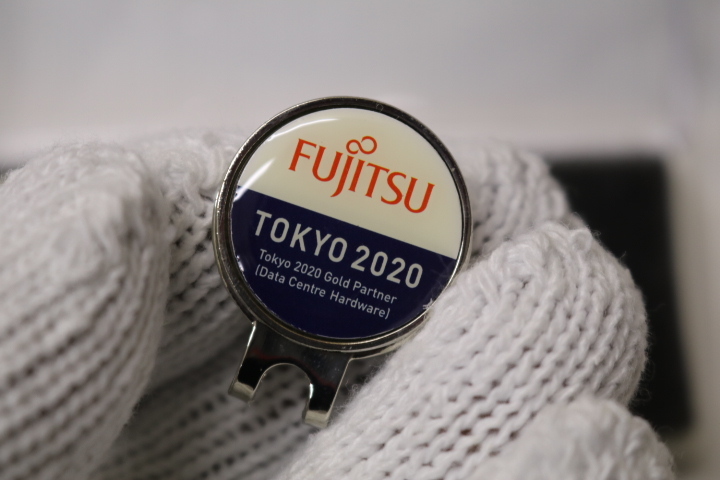 FUJITSU
TOKYO 2020
Tokyo 2020 Gold Partner
(Data Centre Hardware)